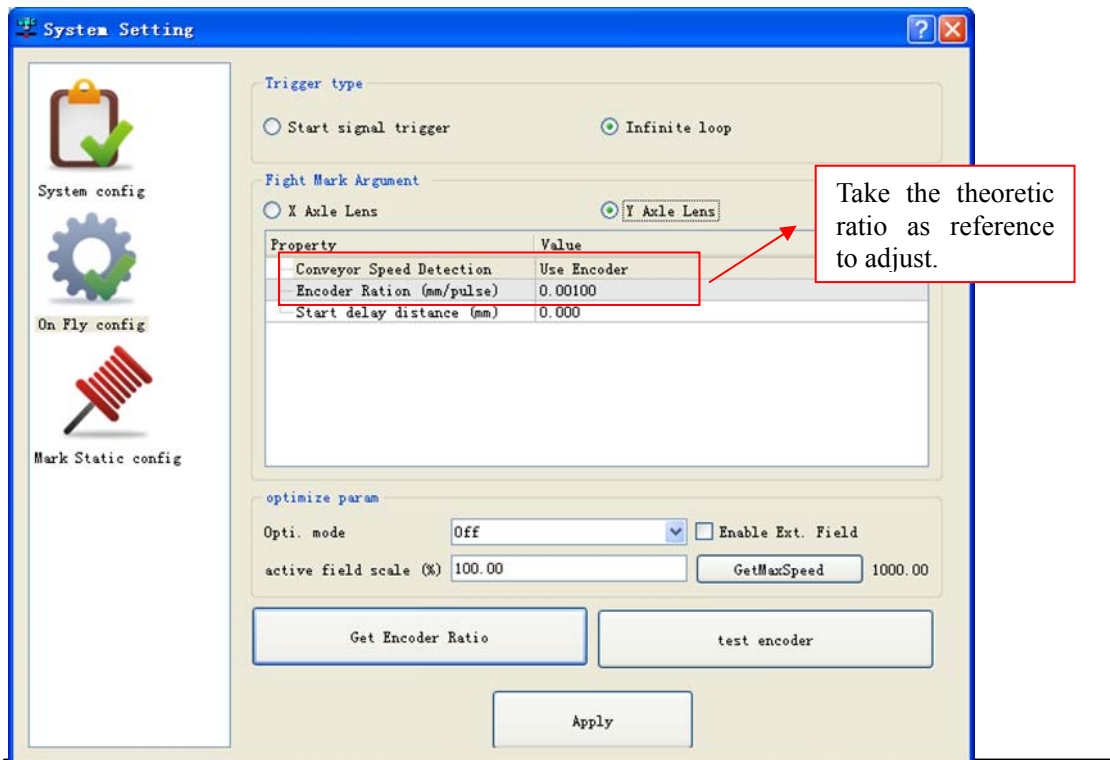 System Setting
System config
On Fly config
Mark Static config
Trigger type
Start signal trigger
Infinite loop
Fight Mark Argument
X Axle Lens
Y Axle Lens
Property
Value
Conveyor Speed Detection
Use Encoder
Encoder Ration (mm/pulse)
0.00100
Start delay distance (mm)
0.000
Take the theoretic
ratio as reference
to adjust.
optimize param
Opti. mode
Off
Enable Ext. Field
active field scale (%)
100.00
GetMaxSpeed
1000.00
Get Encoder Ratio
test encoder
Apply